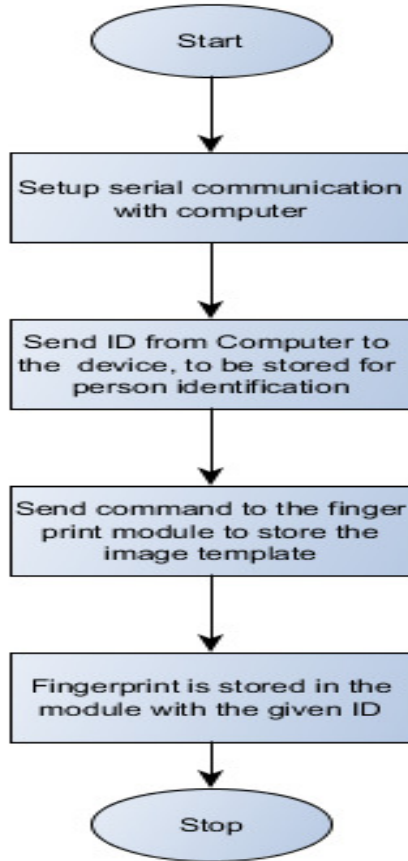 Start
Setup serial communication
with computer
Send ID from Computer to
the device, to be stored for
person identification
Send command to the finger
print module to store the
image template
Fingerprint is stored in the
module with the given ID
Stop